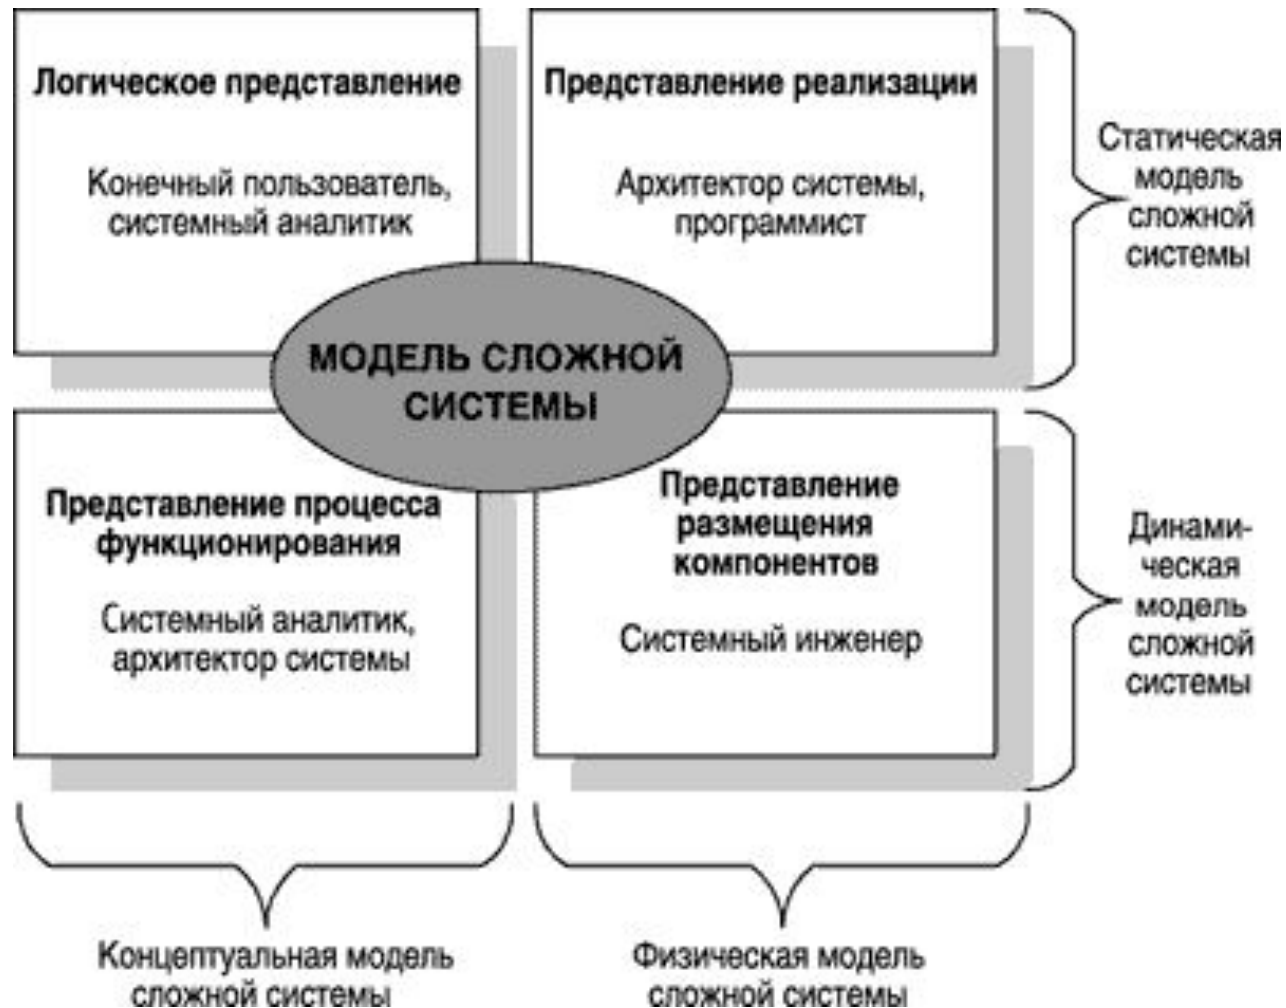 Логическое представление
Конечный пользователь,
системный аналитик
Представление реализации
Архитектор системы,
программист
Статическая
модель
сложной
системы
МОДЕЛЬ СЛОЖНОЙ
СИСТЕМЫ
Представление процесса
функционирования
Системный аналитик,
архитектор системы
Представление
размещения
компонентов
Системный инженер
Динами-
ческая
модель
сложной
системы
Концептуальная модель
сложной системы
Физическая модель
сложной системы